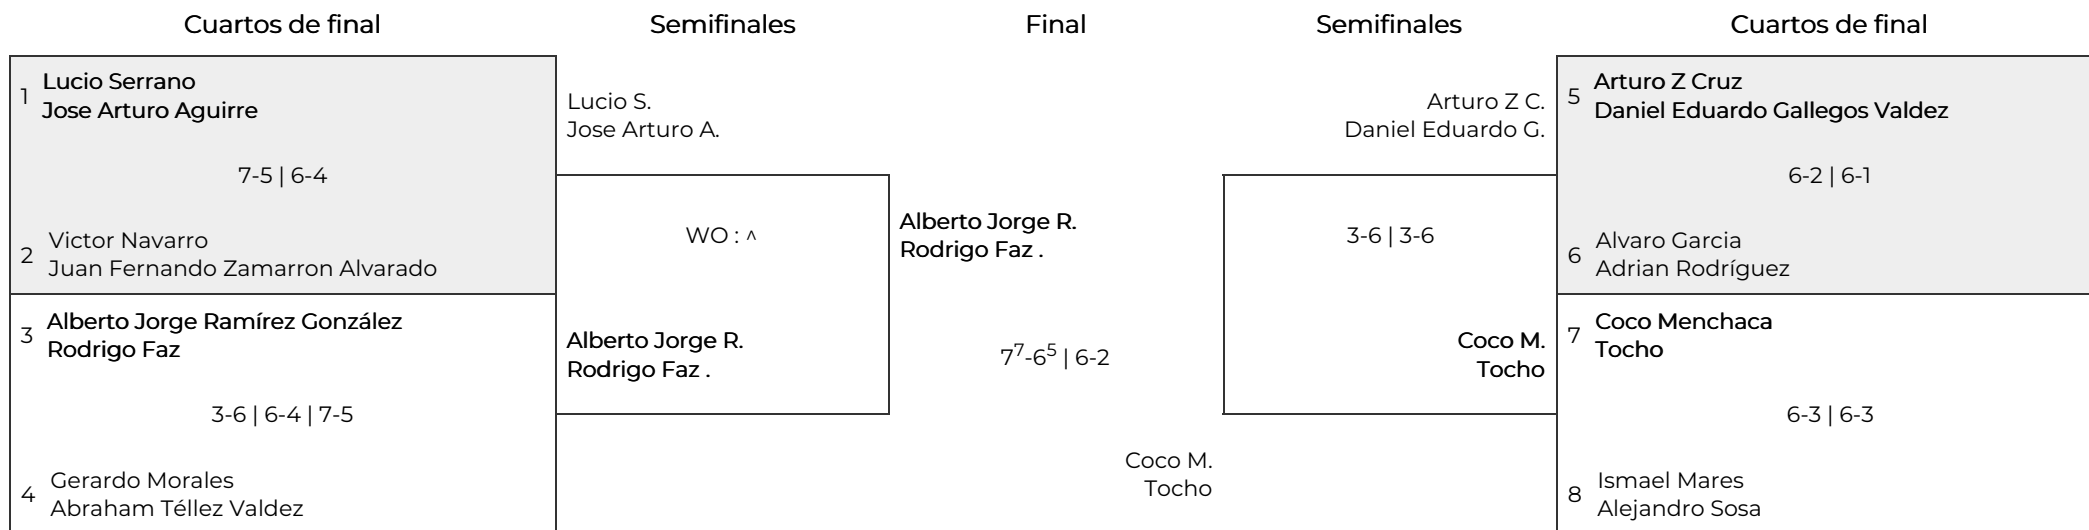 Cuartos de final
Semifinales
Final
Semifinales
Cuartos de final
1
Lucio Serrano
Jose Arturo Aguirre
7-5 | 6-4
2
Victor Navarro
Juan Fernando Zamarron Alvarado
3
Alberto Jorge Ramírez González
Rodrigo Faz
3-6 | 6-4 | 7-5
4
Gerardo Morales
Abraham Téllez Valdez
Lucio S.
Jose Arturo A.
WO : ^
Alberto Jorge R.
Rodrigo Faz .
Alberto Jorge R.
Rodrigo Faz .
7⁷-6⁵ | 6-2
Coco M.
Tocho
Arturo Z C.
Daniel Eduardo G.
3-6 | 3-6
Coco M.
Tocho
5
Arturo Z Cruz
Daniel Eduardo Gallegos Valdez
6-2 | 6-1
6
Alvaro Garcia
Adrian Rodríguez
7
Coco Menchaca
Tocho
6-3 | 6-3
8
Ismael Mares
Alejandro Sosa